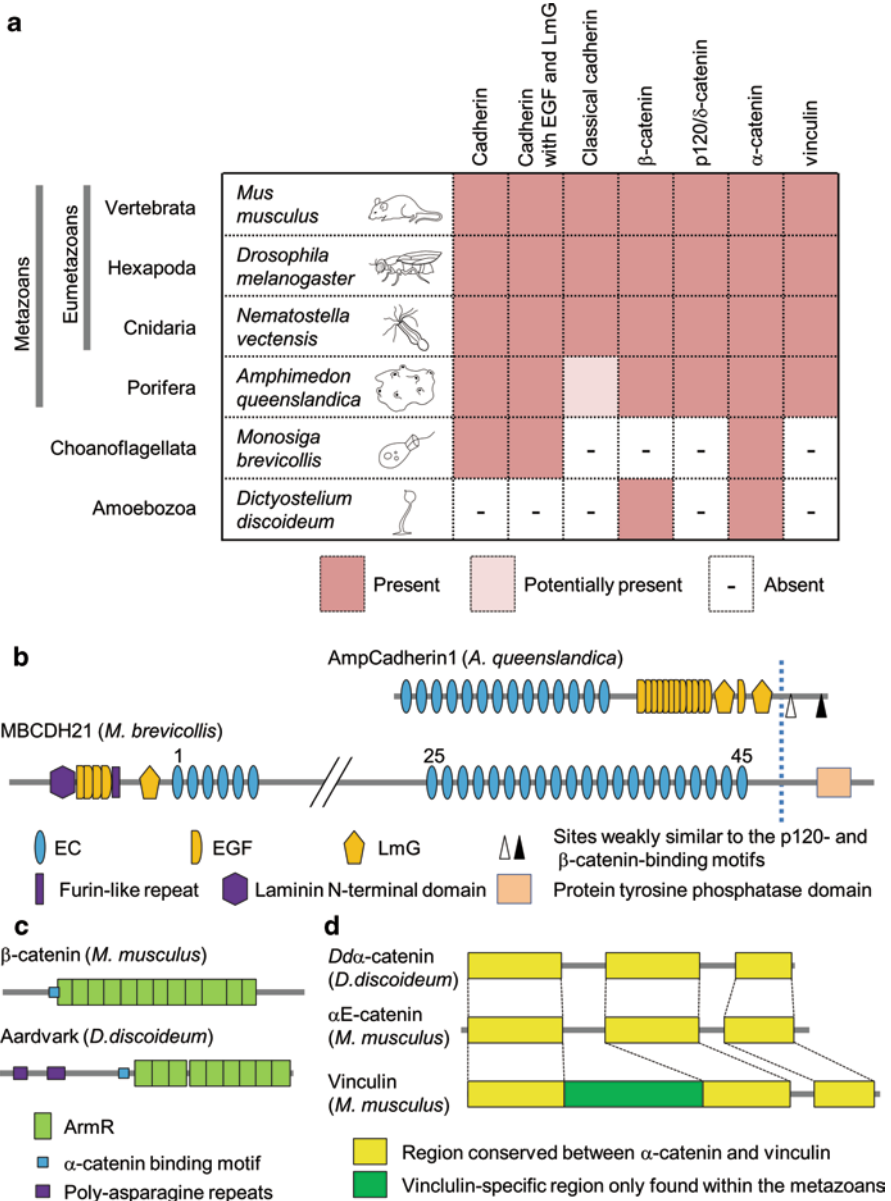 a
Cadherin
Cadherin
with EGF and LmG
Classical cadherin
β-catenin
p120/δ-catenin
α-catenin
vinculin
Metazoans
Eumetazoans
Vertebrata
Mus
musculus
Hexapoda
Drosophila
melanogaster
Cnidaria
Nematostella
vectensis
Porifera
Amphimedon
queenslandica
Choanoflagellata
Monosiga
brevicollis
- - - -
Amoebozoa
Dictyostelium
discoideum
- - - - -
Present
Potentially present
- Absent
b
AmpCadherin1 (A. queenslandica)
MBCDH21 (M. brevicollis)
1
25
45
EC
EGF
LmG
Sites weakly similar to the p120- and
β-catenin-binding motifs
Furin-like repeat
Laminin N-terminal domain
Protein tyrosine phosphatase domain
c
β-catenin (M. musculus)
Aardvark (D.discoideum)
ArmR
α-catenin binding motif
Poly-asparagine repeats
d
Ddα-catenin
(D.discoideum)
αE-catenin
(M. musculus)
Vinculin
(M. musculus)
Region conserved between α-catenin and vinculin
Vinclulin-specific region only found within the metazoans